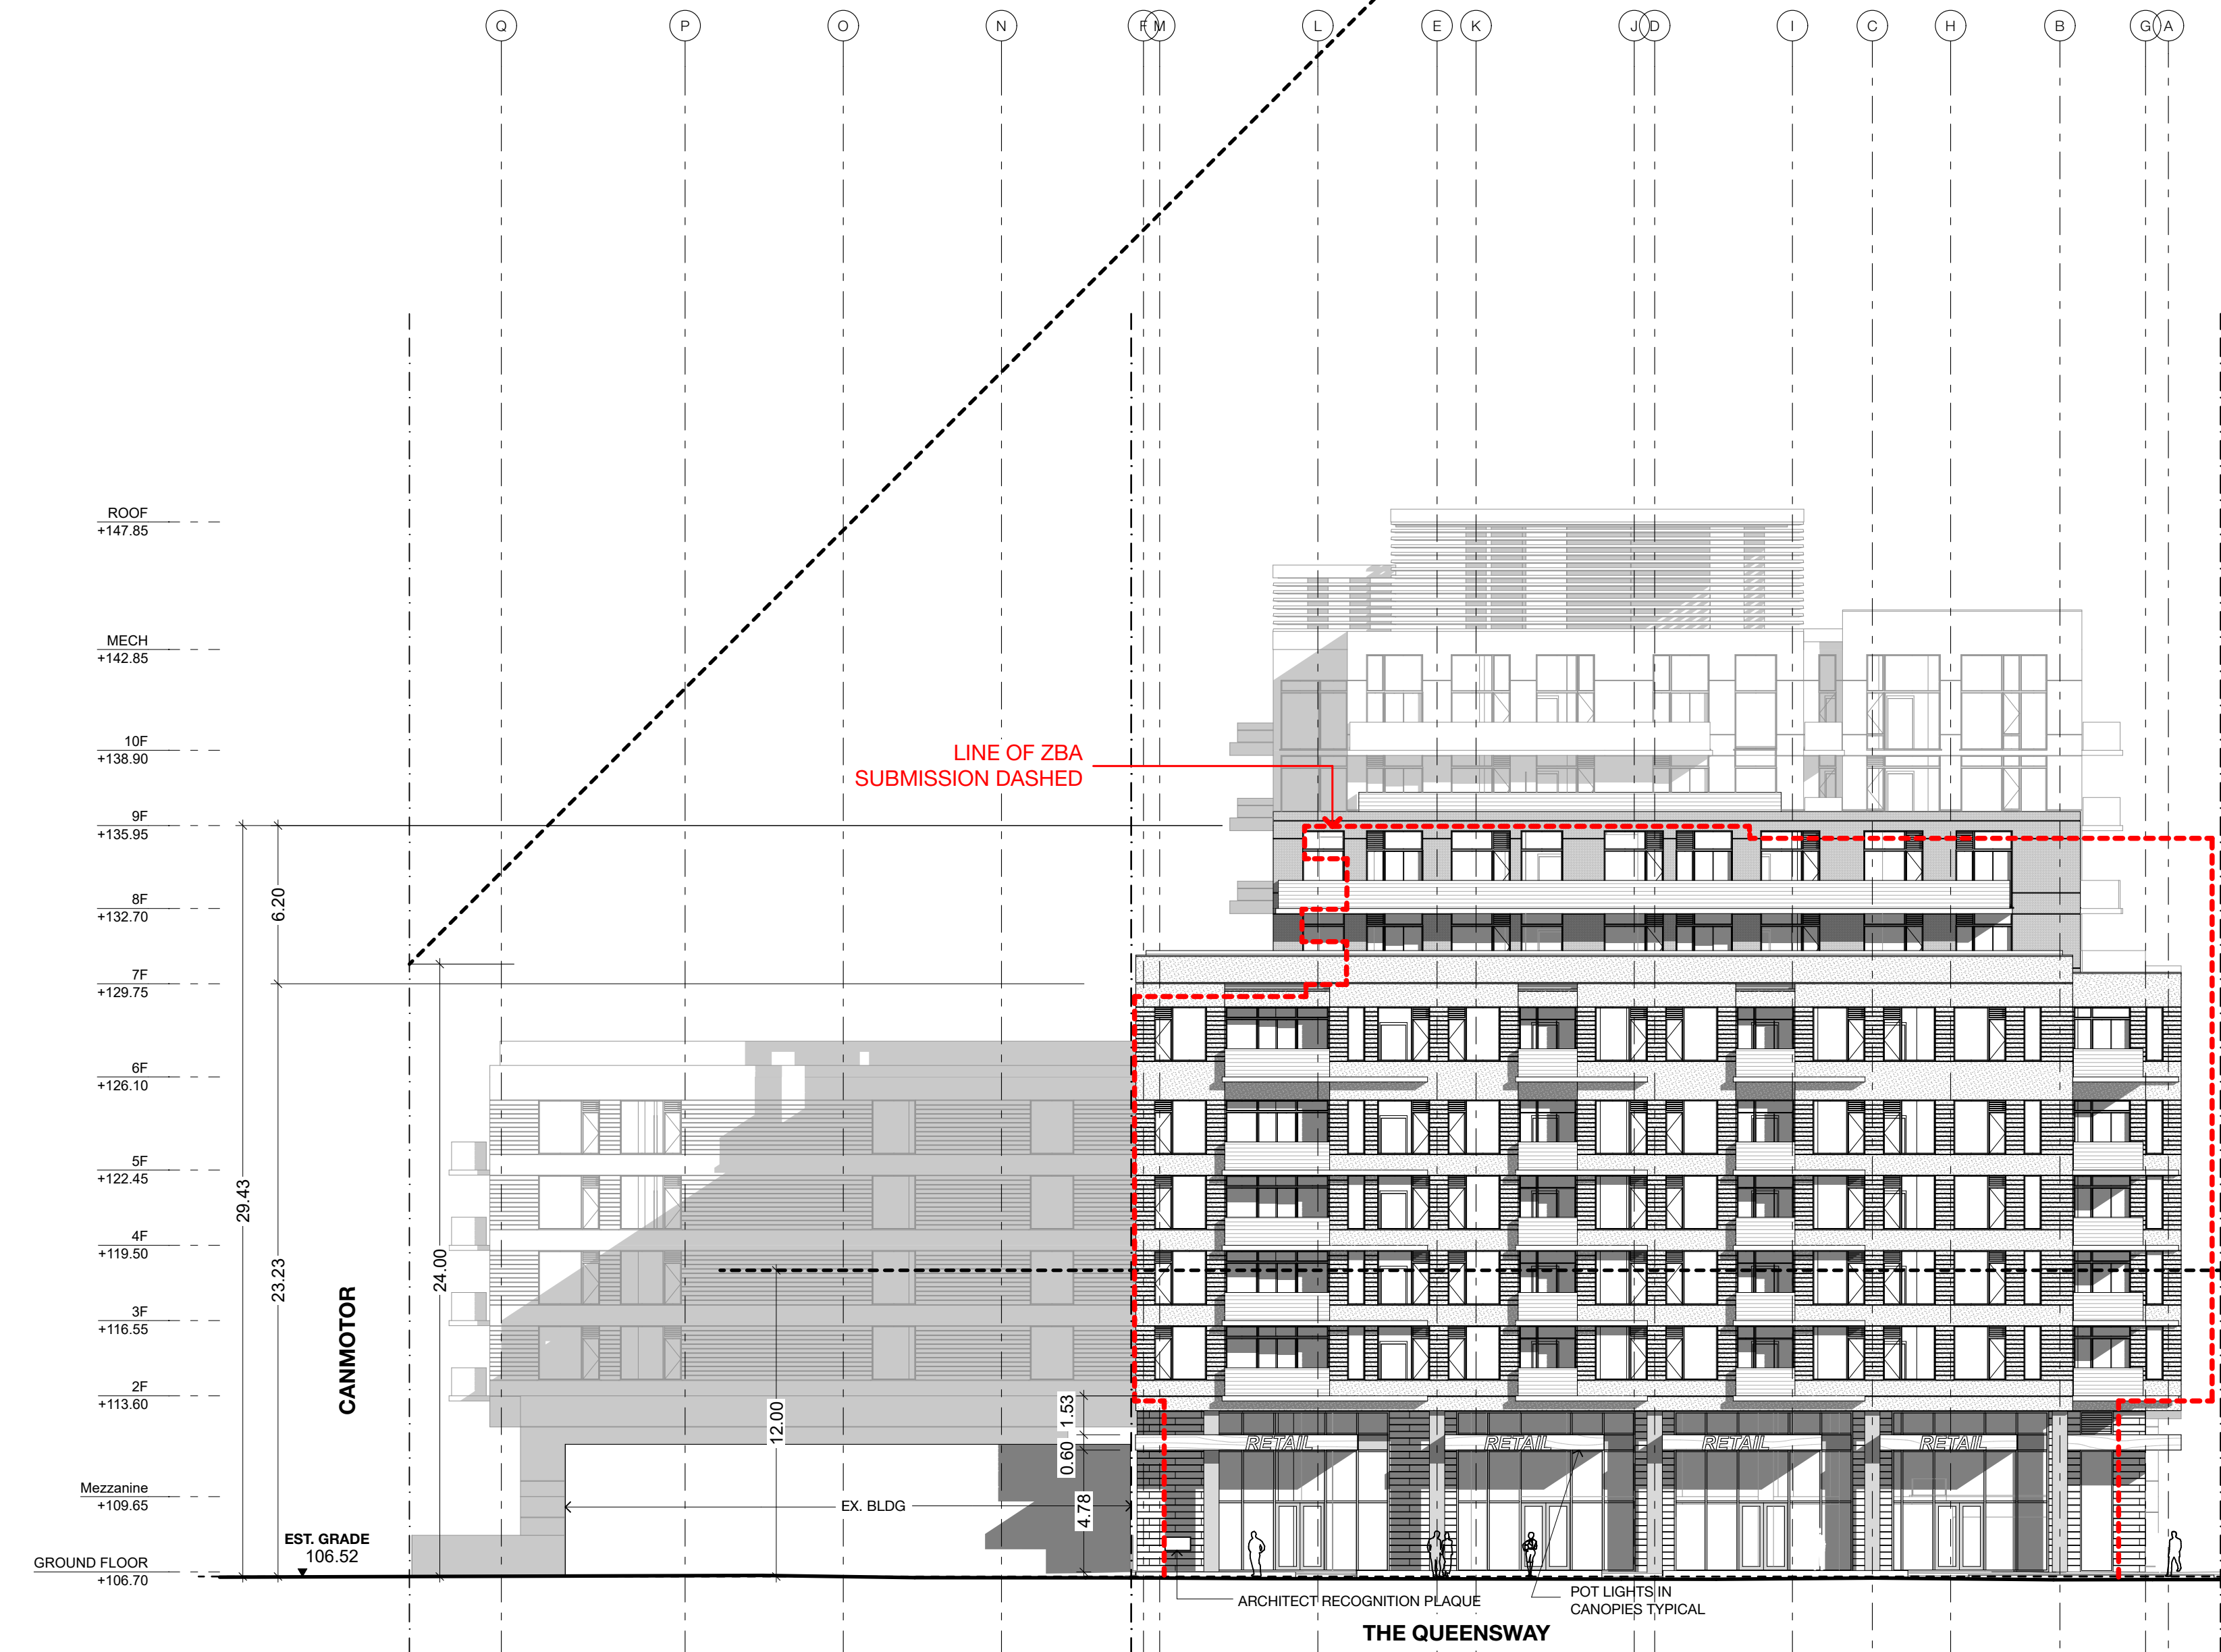 Q P O N F M L E K J D I C H B G A
ROOF
+147.85
MECH
+142.85
10F
+138.90
LINE OF ZBA
SUBMISSION DASHED
9F
+135.95
6.20
8F
+132.70
7F
+129.75
6F
+126.10
5F
+122.45
29.43
4F
+119.50
23.23
24.00
3F
+116.55
CANMOTOR
2F
+113.60
1.53
12.00
0.60
RETAIL RETAIL RETAIL RETAIL
Mezzanine
+109.65
EX. BLDG
4.78
EST. GRADE
106.52
GROUND FLOOR
+106.70
ARCHITECT RECOGNITION PLAQUE
POT LIGHTS IN
CANOPIES TYPICAL
THE QUEENSWAY